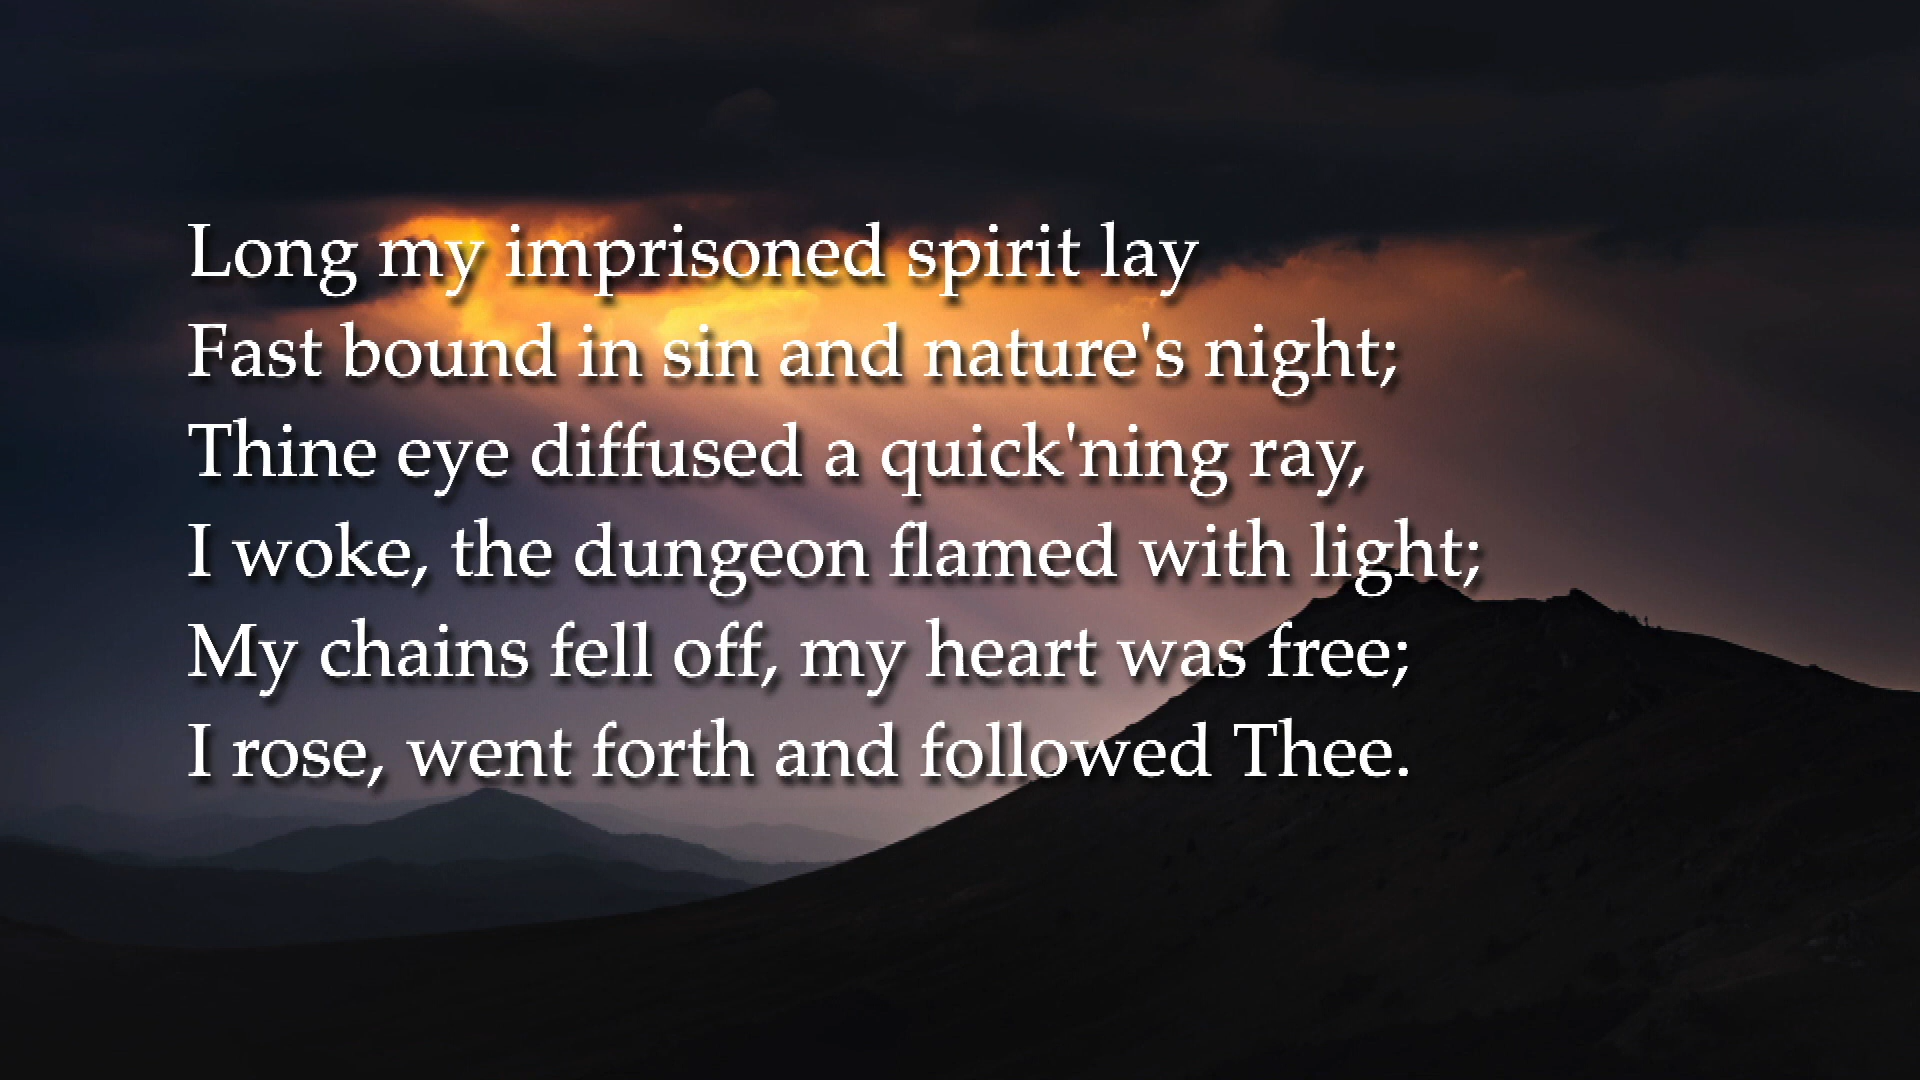 Long my imprisoned spirit lay
Fast bound in sin and nature's night;
Thine eye diffused a quick'ning ray,
I woke, the dungeon flamed with light;
My chains fell off, my heart was free;
I rose, went forth and followed Thee.